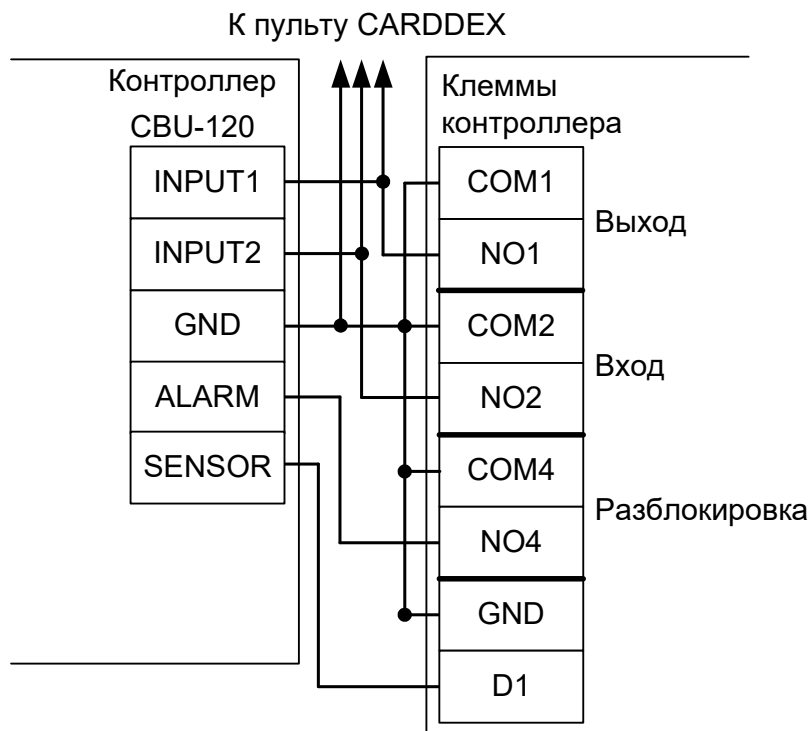 К пульту CARDDEX
Контроллер
CBU-120
INPUT1
INPUT2
GND
ALARM
SENSOR
Клеммы
контроллера
COM1
NO1
Выход
COM2
NO2
Вход
COM4
NO4
Разблокировка
GND
D1